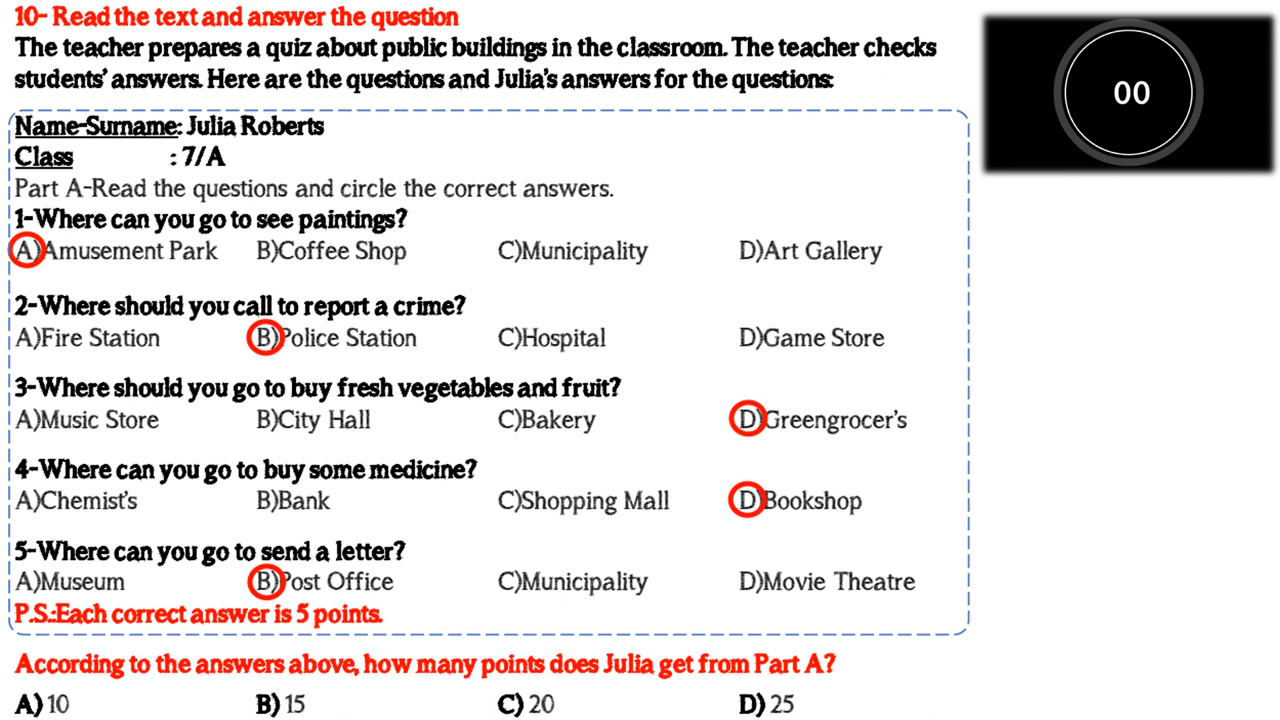 10- Read the text and answer the question
The teacher prepares a quiz about public buildings in the classroom. The teacher checks
students' answers. Here are the questions and Julia's answers for the questions:
00
Name-Surname: Julia Roberts
Class : 7/A
Part A-Read the questions and circle the correct answers.
1-Where can you go to see paintings?
A)Amusement Park B)Coffee Shop C)Municipality D)Art Gallery
2-Where should you call to report a crime?
A)Fire Station B)Police Station C)Hospital D)Game Store
3-Where should you go to buy fresh vegetables and fruit?
A)Music Store B)City Hall C)Bakery D)Greengrocer's
4-Where can you go to buy some medicine?
A)Chemist's B)Bank C)Shopping Mall D)Bookshop
5-Where can you go to send a letter?
A)Museum B)Post Office C)Municipality D)Movie Theatre
P.S.:Each correct answer is 5 points.
According to the answers above, how many points does Julia get from Part A?
A) 10 B) 15 C) 20 D) 25